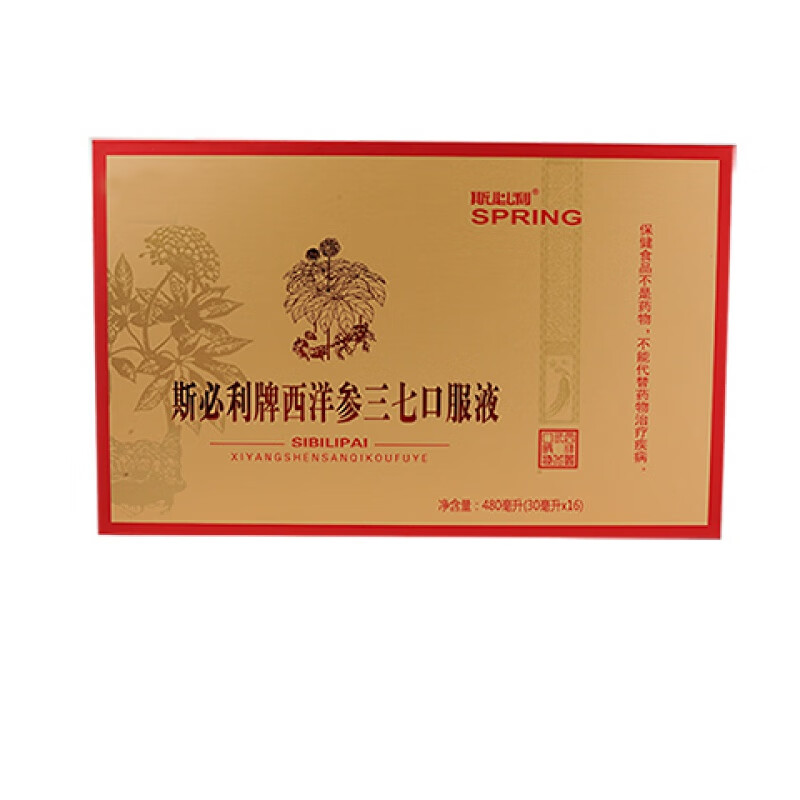 斯必利®
SPRING
保健食品不是药物，不能代替药物治疗疾病。
斯必利牌西洋参三七口服液
SIBILIPAI
XIYANGSHENSANQIKOUFUYE
净含量：480毫升(30毫升x16)